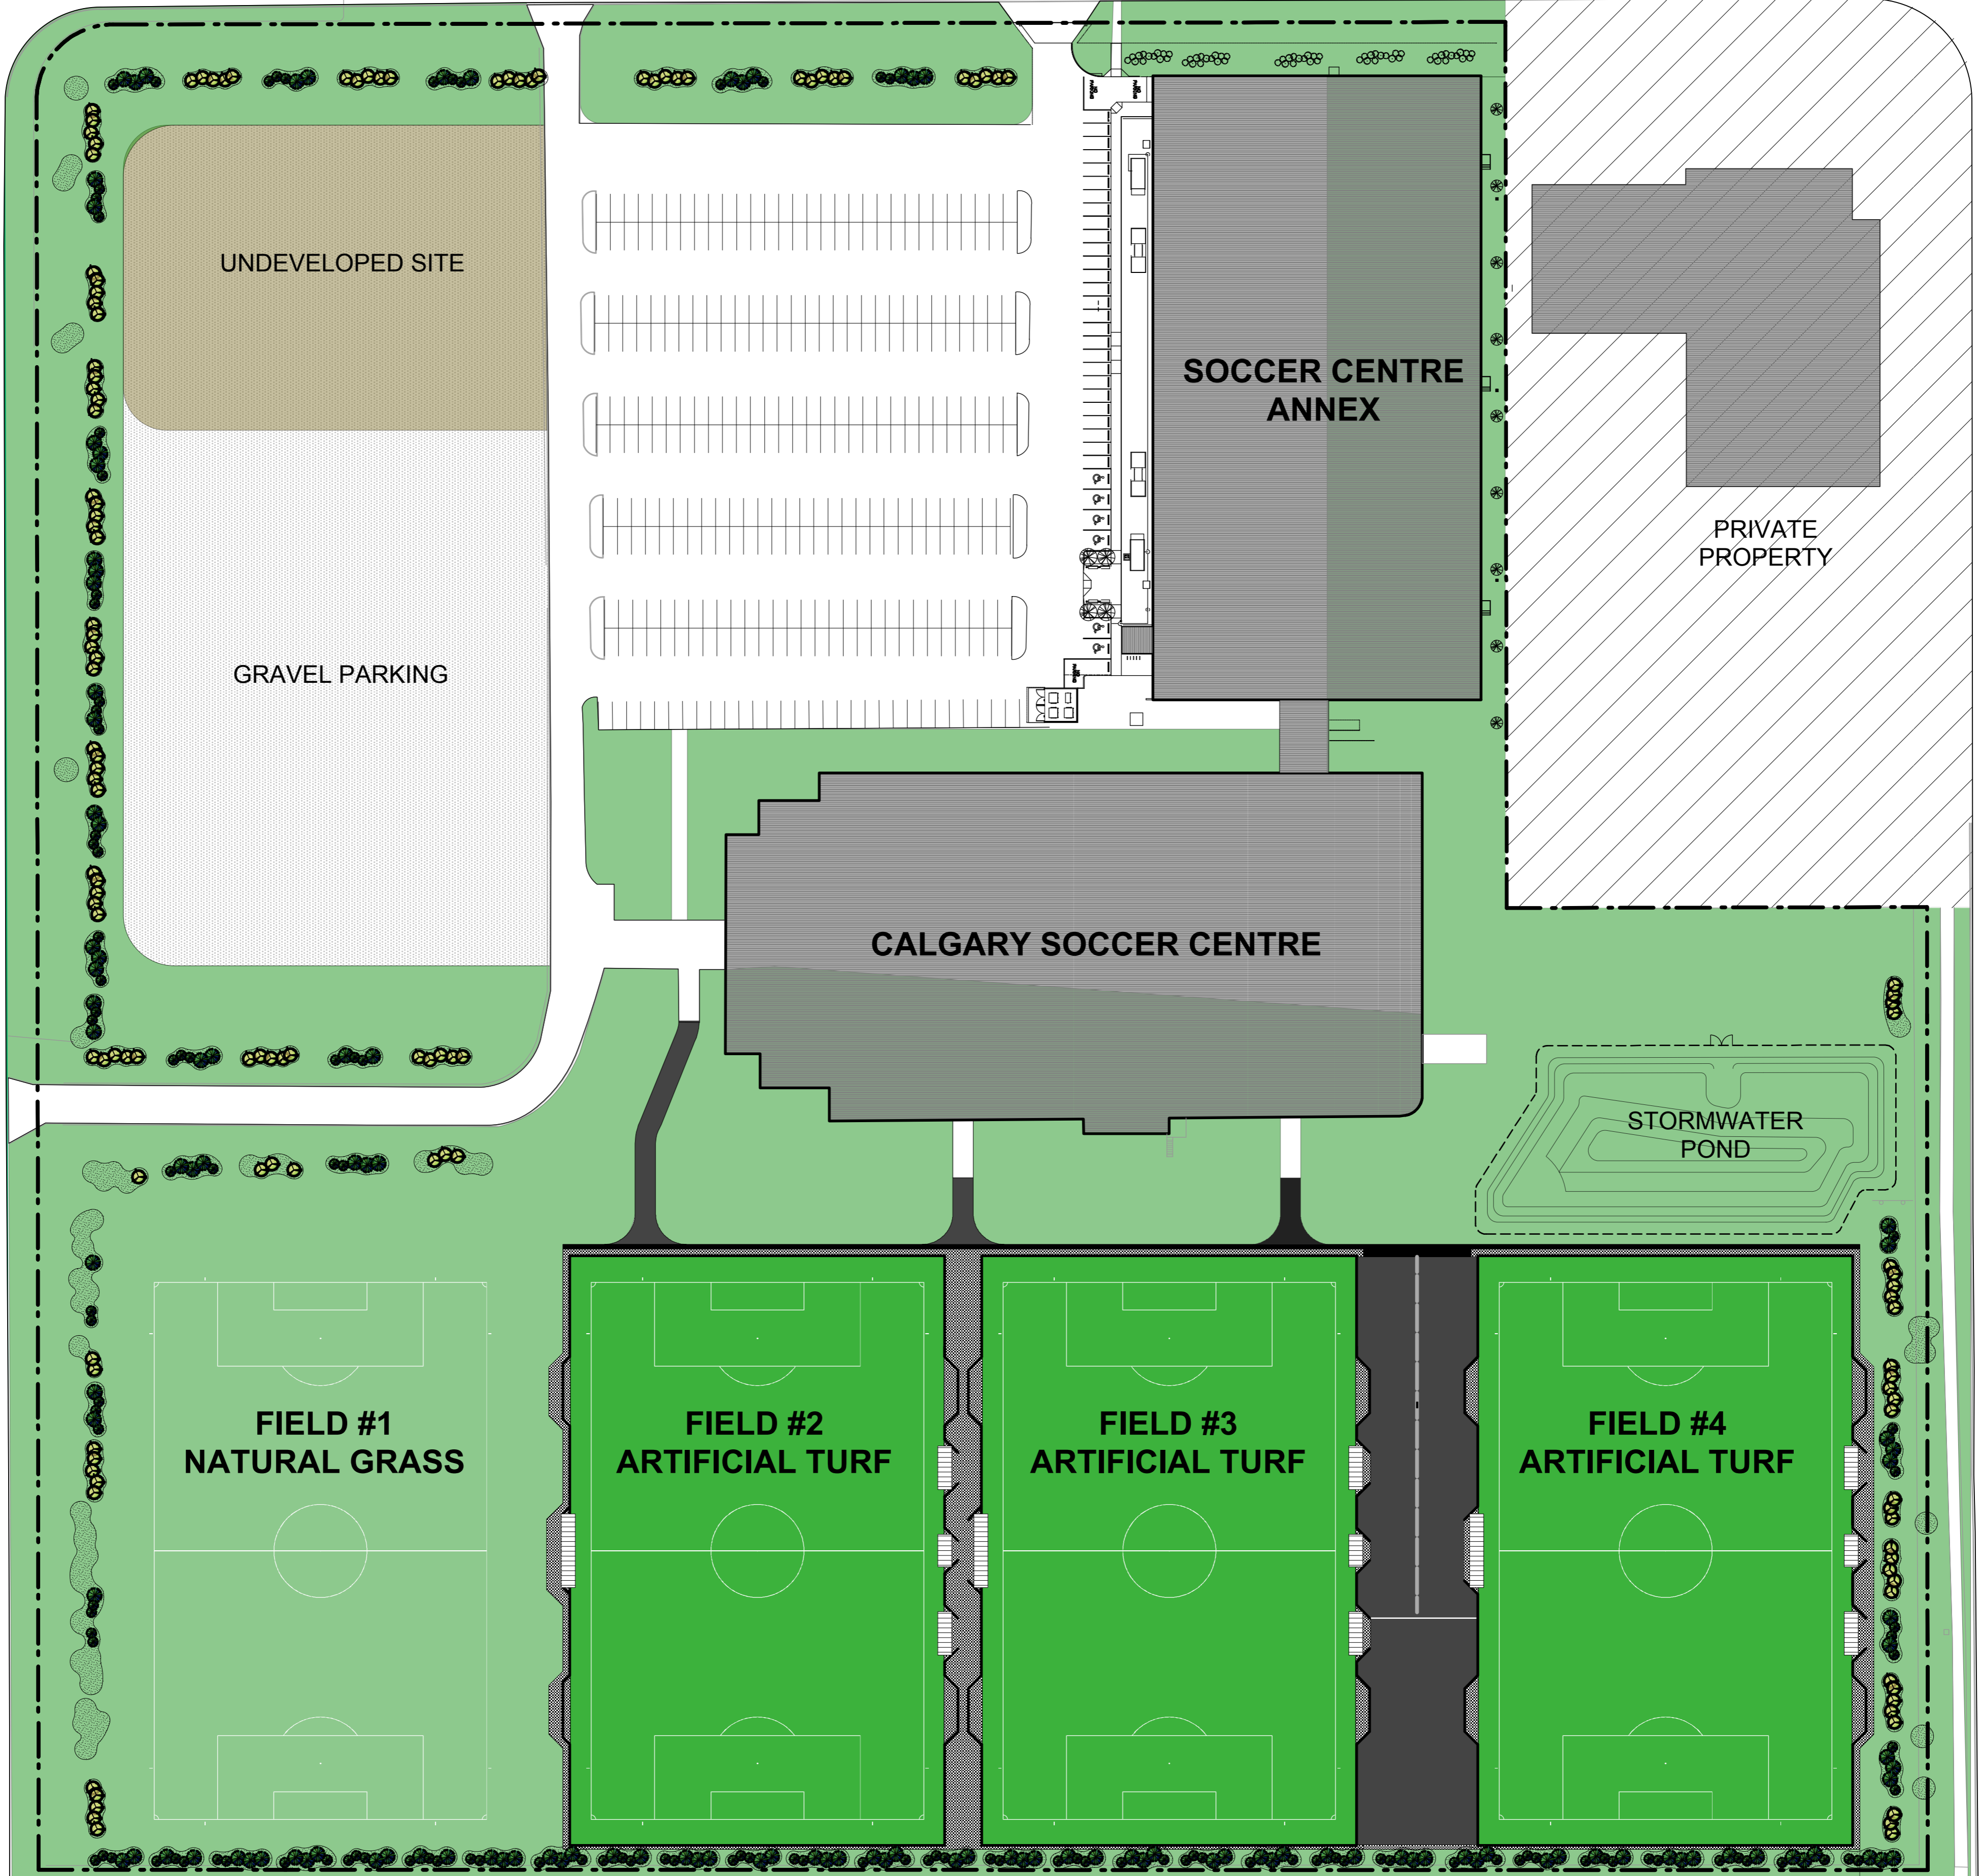 UNDEVELOPED SITE
SOCCER CENTRE
ANNEX
PRIVATE
PROPERTY
GRAVEL PARKING
CALGARY SOCCER CENTRE
STORMWATER
POND
FIELD #1
NATURAL GRASS
FIELD #2
ARTIFICIAL TURF
FIELD #3
ARTIFICIAL TURF
FIELD #4
ARTIFICIAL TURF